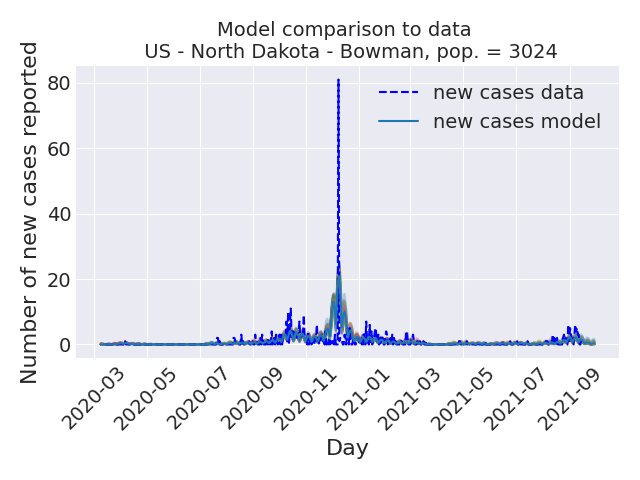 Model comparison to data
US - North Dakota - Bowman, pop. = 3024
Number of new cases reported
80
60
40
20
0
new cases data
new cases model
2020-03
2020-05
2020-07
2020-09
2020-11
2021-01
2021-03
2021-05
2021-07
2021-09
Day